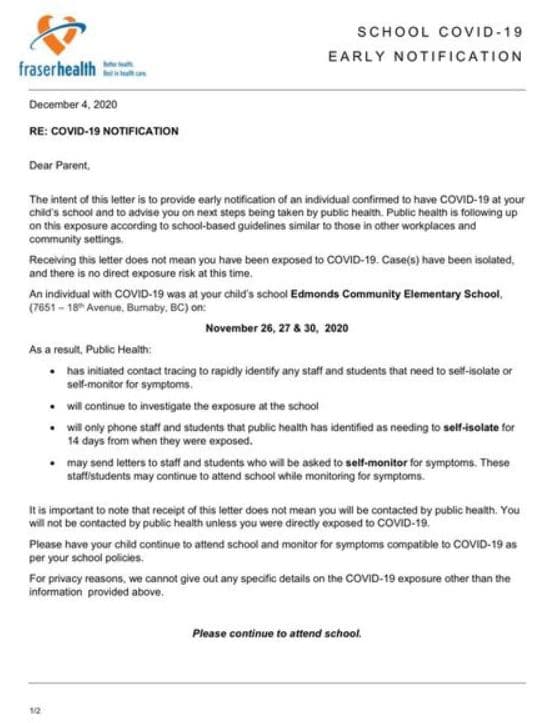 SCHOOL COVID-19
EARLY NOTIFICATION
fraserhealth
Better health.
Best in health care.
December 4, 2020
RE: COVID-19 NOTIFICATION
Dear Parent,
The intent of this letter is to provide early notification of an individual confirmed to have COVID-19 at your
child's school and to advise you on next steps being taken by public health. Public health is following up
on this exposure according to school-based guidelines similar to those in other workplaces and
community settings.
Receiving this letter does not mean you have been exposed to COVID-19. Case(s) have been isolated,
and there is no direct exposure risk at this time.
An individual with COVID-19 was at your child's school Edmonds Community Elementary School,
(7651 – 18th Avenue, Burnaby, BC) on:
November 26, 27 & 30, 2020
As a result, Public Health:
• has initiated contact tracing to rapidly identify any staff and students that need to self-isolate or
self-monitor for symptoms.
• will continue to investigate the exposure at the school
• will only phone staff and students that public health has identified as needing to self-isolate for
14 days from when they were exposed.
• may send letters to staff and students who will be asked to self-monitor for symptoms. These
staff/students may continue to attend school while monitoring for symptoms.
It is important to note that receipt of this letter does not mean you will be contacted by public health. You
will not be contacted by public health unless you were directly exposed to COVID-19.
Please have your child continue to attend school and monitor for symptoms compatible to COVID-19 as
per your school policies.
For privacy reasons, we cannot give out any specific details on the COVID-19 exposure other than the
information provided above.
Please continue to attend school.
1/2